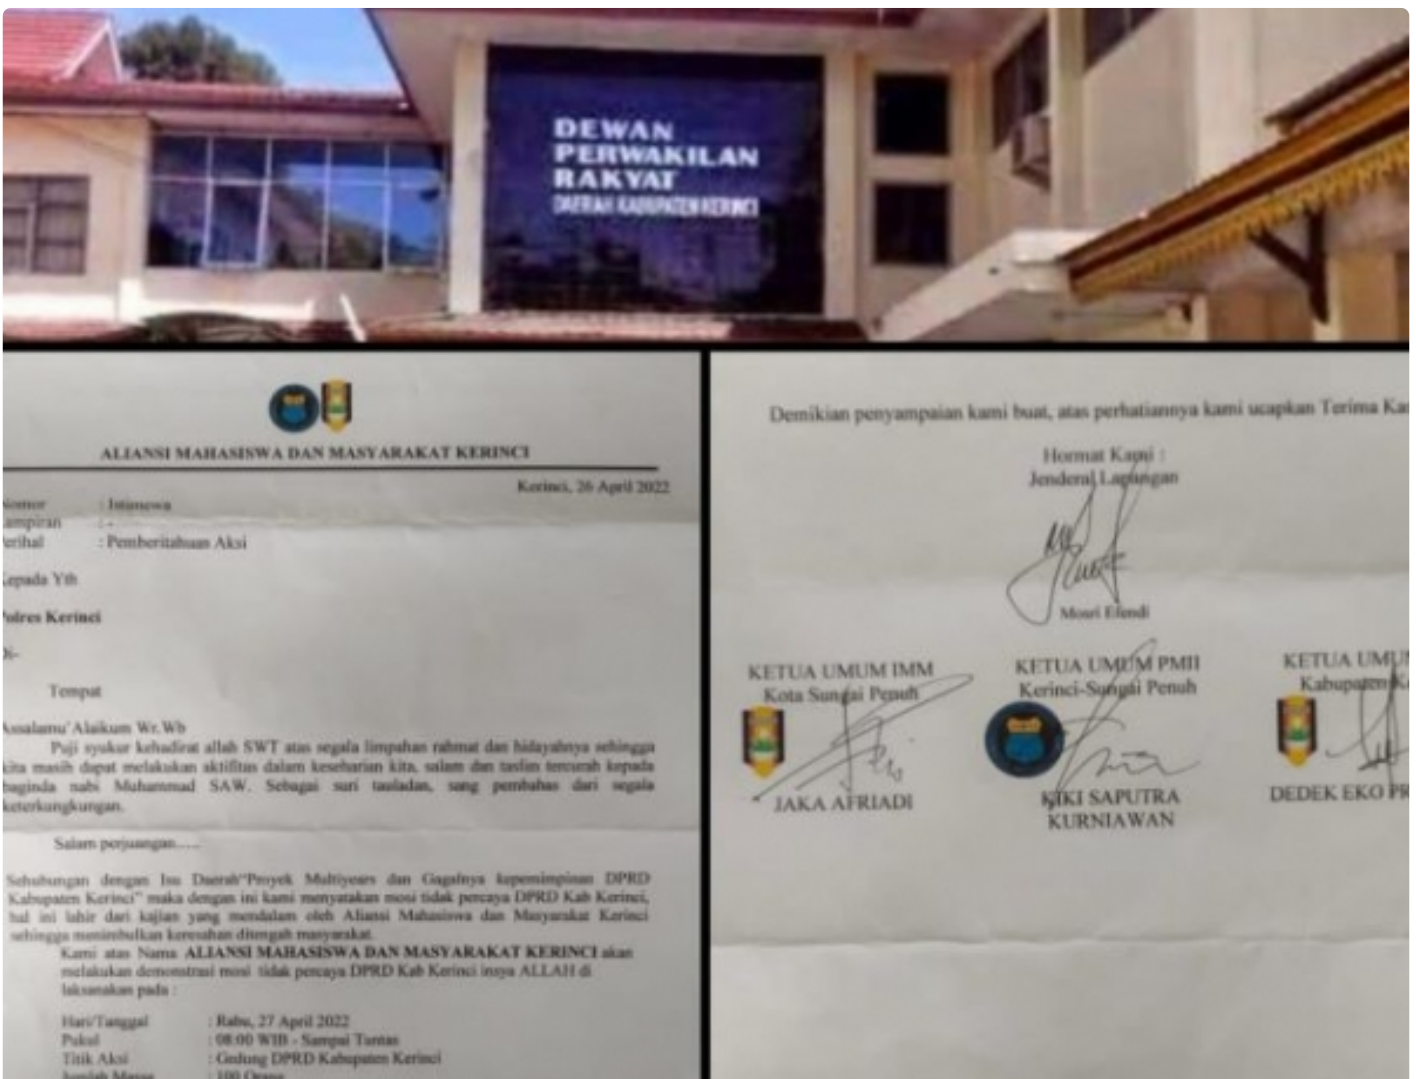 DEWAN
PERWAKILAN
RAKYAT
DAERAH KABUPATEN KERINCI
ALIANSI MAHASISWA DAN MASYARAKAT KERINCI
Kerinci, 26 April 2022
Nomor : Istimewa
ampiran : -
erihal : Pemberitahuan Aksi
Kepada Yth
Polres Kerinci
Di-
Tempat
Assalamu'Alaikum Wr.Wb
Puji syukur kehadirat allah SWT atas segala limpahan rahmat dan hidayahnya sehingga
kita masih dapat melakukan aktifitas dalam keseharian kita, salam dan taslim tercurah kepada
baginda nabi Muhammad SAW. Sebagai suri tauladan, sang pembahas dari segala
keterkungkungan.
Salam perjuangan.....
Sehubungan dengan Isu Daerah"Proyek Multiyears dan Gagalnya kepemimpinan DPRD
Kabupaten Kerinci" maka dengan ini kami menyatakan mosi tidak percaya DPRD Kab Kerinci,
hal ini lahir dari kajian yang mendalam oleh Aliansi Mahasiswa dan Masyarakat Kerinci
sehingga menimbulkan keresahan ditengah masyarakat.
Kami atas Nama ALIANSI MAHASISWA DAN MASYARAKAT KERINCI akan
melakukan demonstrasi mosi tidak percaya DPRD Kab Kerinci insya ALLAH di
laksanakan pada :
Hari/Tanggal : Rabu, 27 April 2022
Pukul : 08:00 WIB - Sampai Tuntas
Titik Aksi : Gedung DPRD Kabupaten Kerinci
Jumlah Massa : 100 Orang
Demikian penyampaian kami buat, atas perhatiannya kami ucapkan Terima Kas
Hormat Kami :
Jenderal Lapangan
Mosri Efendi
KETUA UMUM IMM
Kota Sungai Penuh
JAKA AFRIADI
KETUA UMUM PMII
Kerinci-Sungai Penuh
KIKI SAPUTRA
KURNIAWAN
KETUA UMUM
Kabupaten K
DEDEK EKO PR